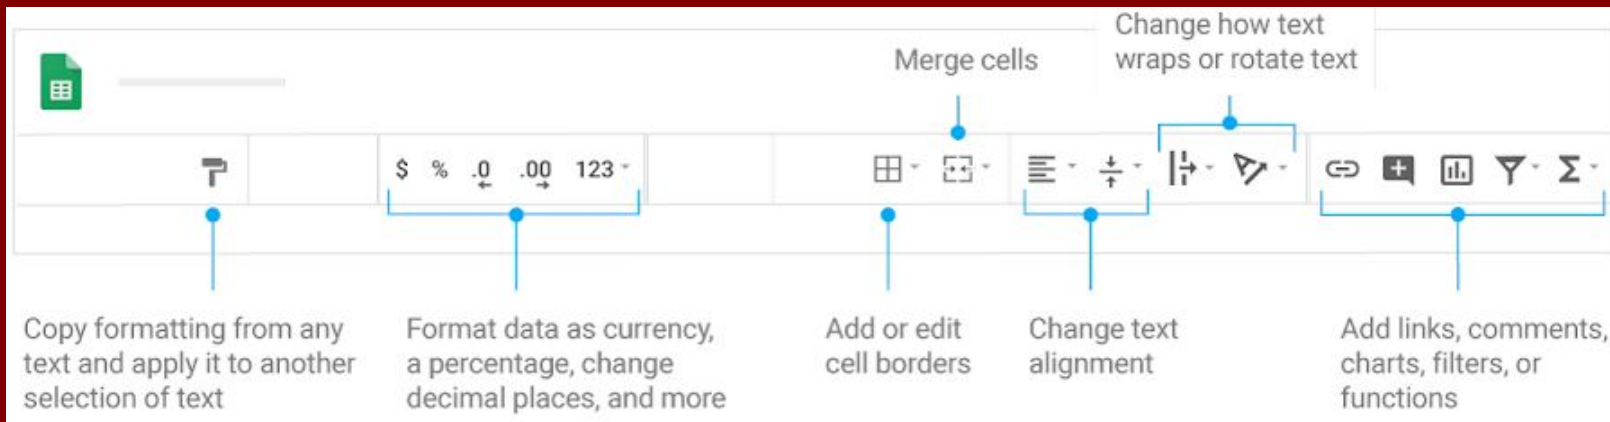 Change how text
wraps or rotate text
Merge cells
$ % .0 .00 123
Copy formatting from any
text and apply it to another
selection of text
Format data as currency,
a percentage, change
decimal places, and more
Add or edit
cell borders
Change text
alignment
Add links, comments,
charts, filters, or
functions